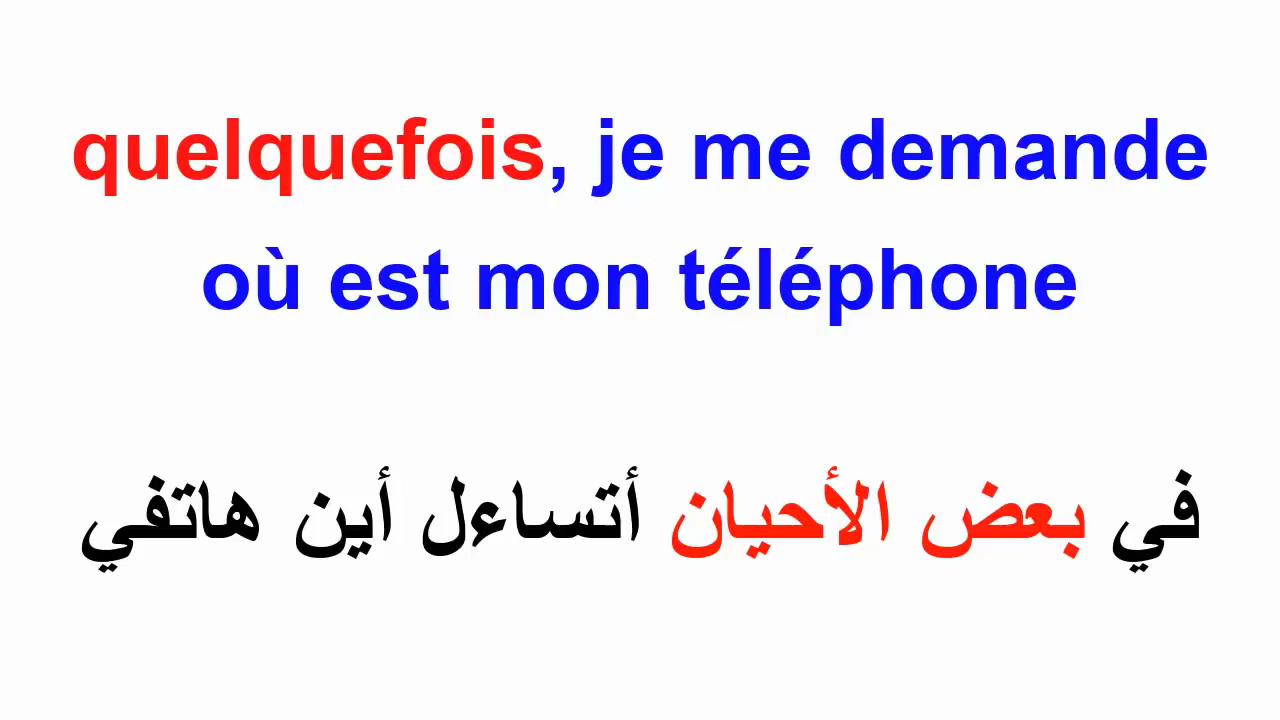 quelquefois, je me demande
où est mon téléphone
في بعض الأحيان أتساءل أين هاتفي